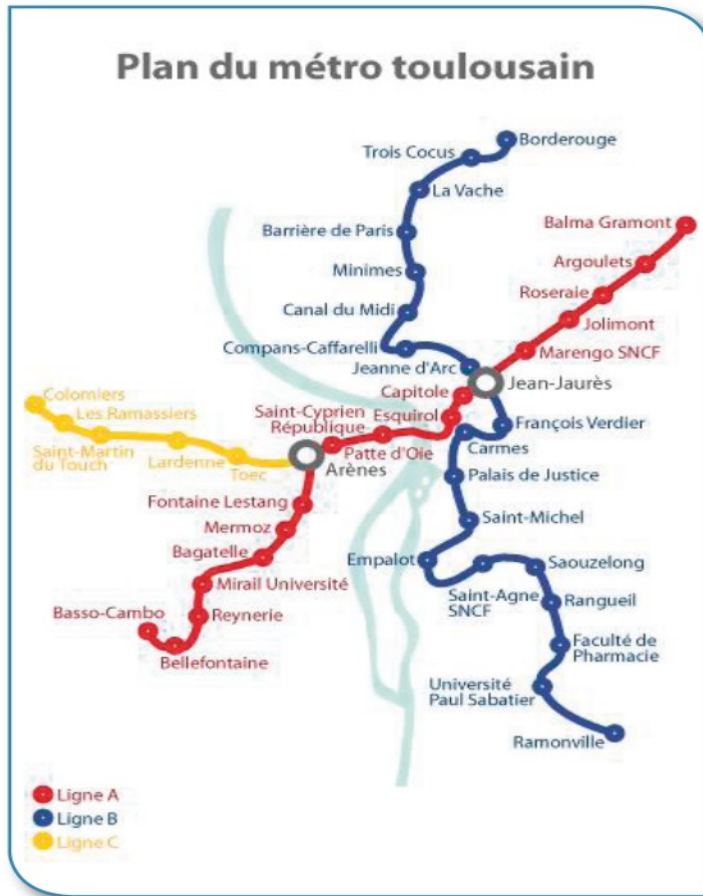 Plan du métro toulousain
Borderouge
Trois Cocus
La Vache
Balma Gramont
Barrière de Paris
Argoulets
Minimes
Roseraie
Canal du Midi
Jolimont
Compans-Caffarelli
Marengo SNCF
Jeanne d'Arc
Jean-Jaurès
Capitole
Colomiers
Les Ramassiers
Saint-Cyprien
République
Esquirol
François Verdier
Saint-Martin
du Touch
Carmes
Lardenne
Toec
Patte d'Oie
Arènes
Palais de Justice
Fontaine Lestang
Saint-Michel
Mermoz
Bagatelle
Empalot
Saouzelong
Mirail Université
Saint-Agne
SNCF
Rangueil
Basso-Cambo
Reynerie
Faculté de
Pharmacie
Bellefontaine
Université
Paul Sabatier
Ramonville
Ligne A
Ligne B
Ligne C